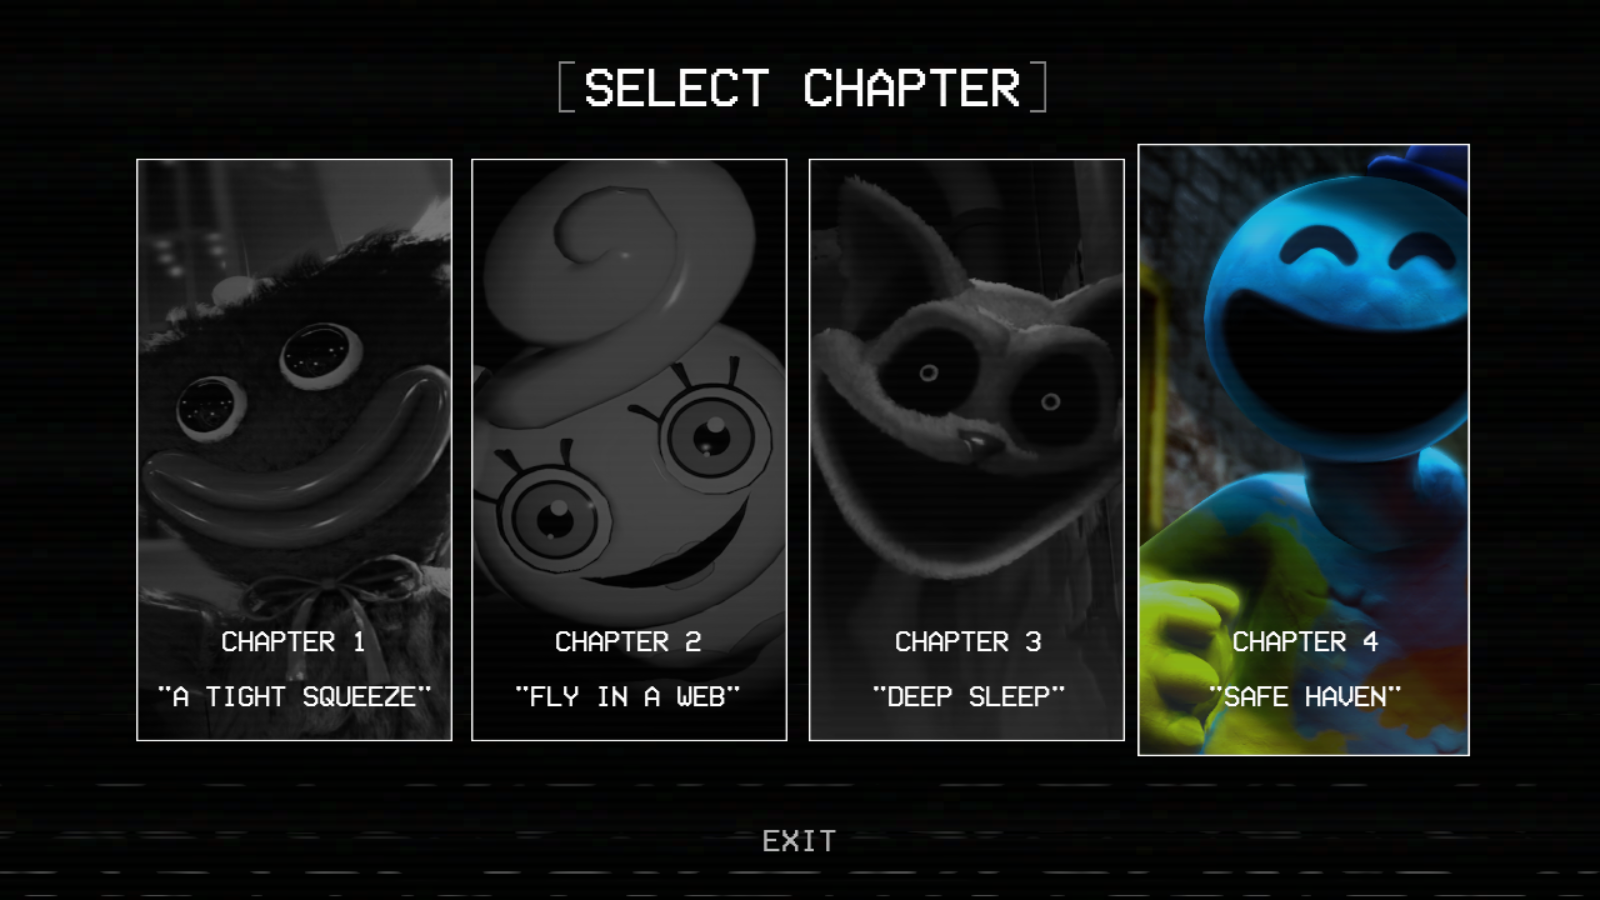 [SELECT CHAPTER]
CHAPTER 1
"A TIGHT SQUEEZE"
CHAPTER 2
"FLY IN A WEB"
CHAPTER 3
"DEEP SLEEP"
CHAPTER 4
"SAFE HAVEN"
EXIT